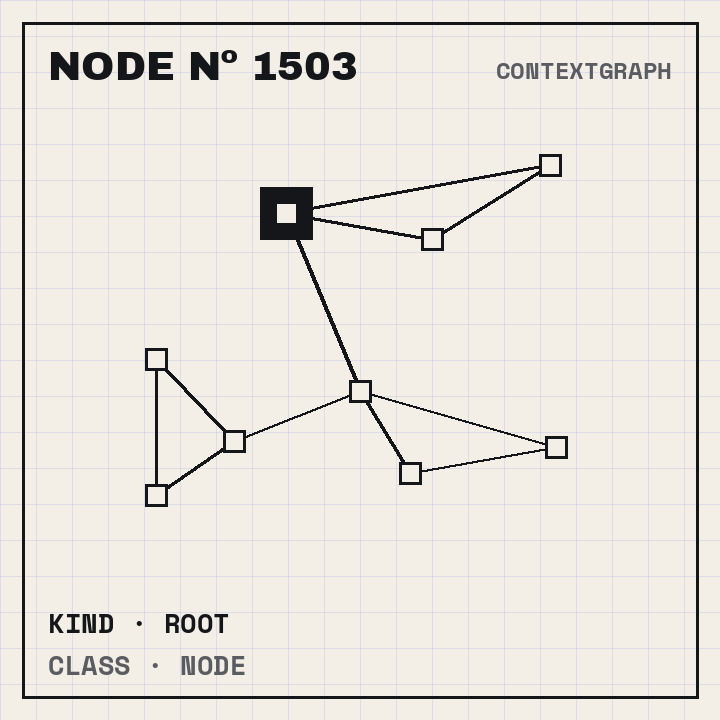 NODE Nº 1503
CONTEXTGRAPH
KIND · ROOT
CLASS · NODE